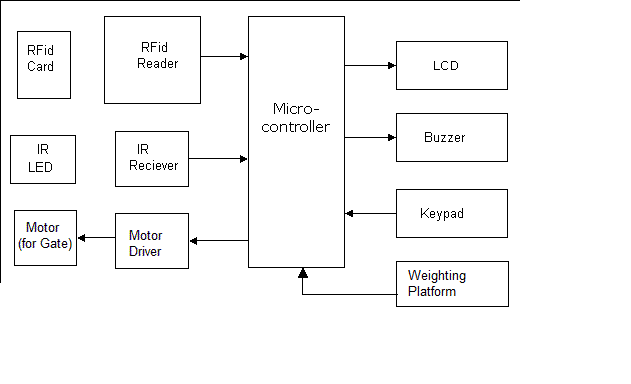 RFid
Card
RFid
Reader
Micro-
controller
LCD
IR
LED
IR
Reciever
Buzzer
Motor
(for Gate)
Motor
Driver
Keypad
Weighting
Platform